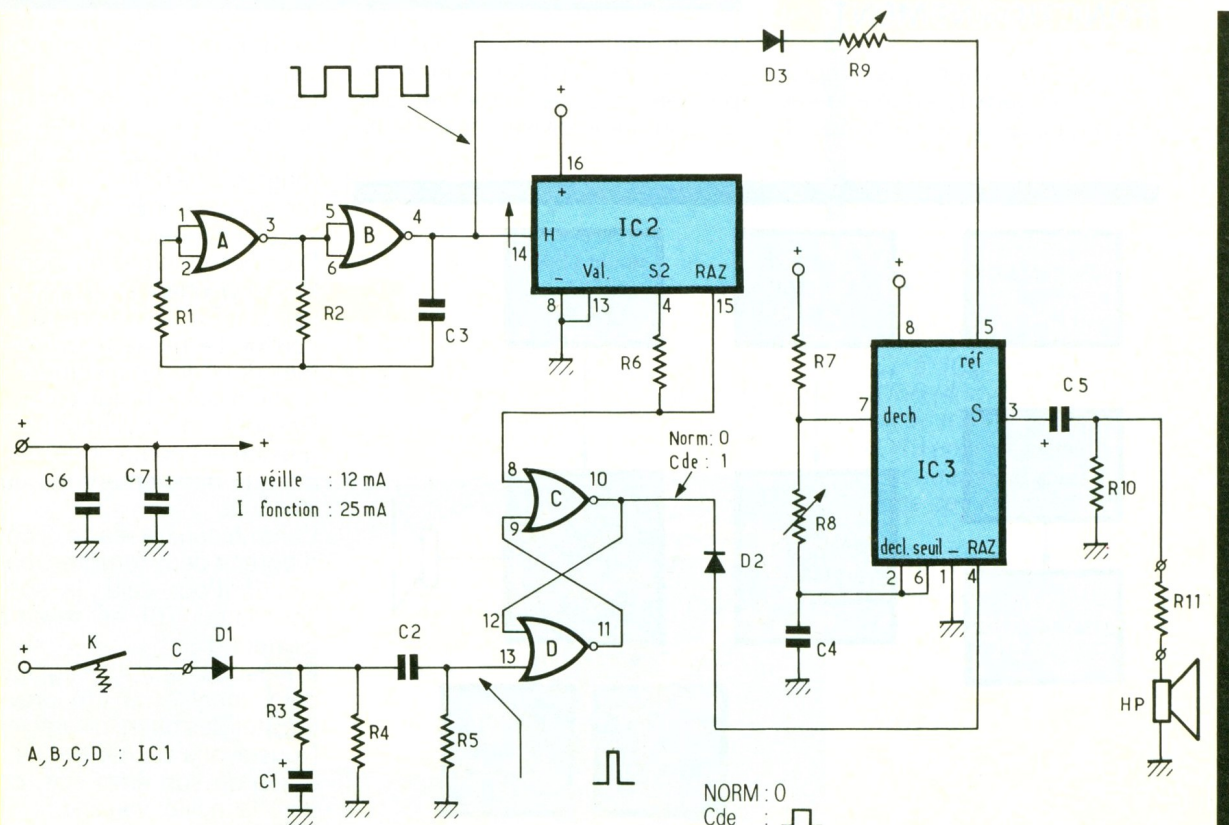 D3
R9
+
16
+
IC2
H
14
_ Val. S2 RAZ
8 13 4 15
1
2
A
3
5
6
B
4
R1
R2
C3
R6
+
+
R7
8 5
réf
7 dech S 3
IC3
C5
+
R10
R8
decl. seuil _ RAZ
2 6 1 4
C4
R11
HP
+
+
C6 C7 +
I véille : 12 mA
I fonction : 25 mA
Norm: 0
Cde : 1
8
9
C
10
D2
12
13
D
11
+ K C D1
C2
R3
R4
R5
+
C1
A, B, C, D : IC1
NORM : 0
Cde :